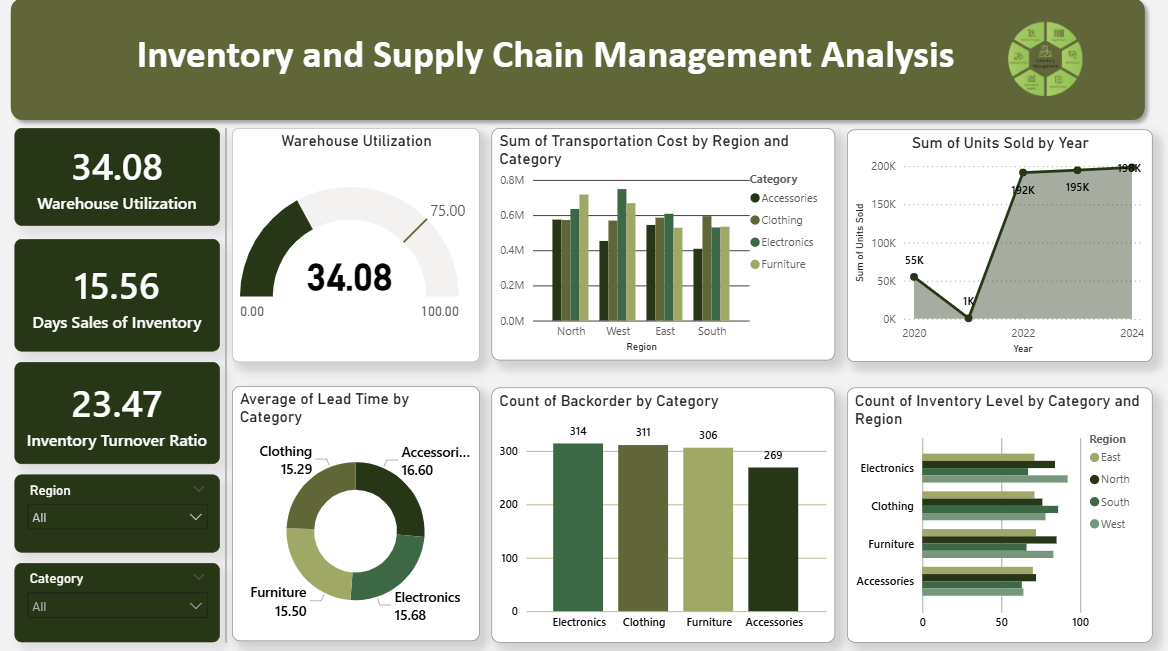 Inventory and Supply Chain Management Analysis
34.08
Warehouse Utilization
15.56
Days Sales of Inventory
23.47
Inventory Turnover Ratio
Region
All
Category
All
Warehouse Utilization
75.00
34.08
0.00
100.00
Sum of Transportation Cost by Region and
Category
0.8M
0.6M
0.4M
0.2M
0.0M
North
West
East
South
Region
Category
Accessories
Clothing
Electronics
Furniture
Sum of Units Sold by Year
Sum of Units Sold
200K
150K
100K
50K
0K
55K
1K
192K
195K
2020
2022
2024
Year
Average of Lead Time by
Category
Clothing
15.29
Accessori...
16.60
Furniture
15.50
Electronics
15.68
Count of Backorder by Category
300
200
100
0
314
311
306
269
Electronics
Clothing
Furniture
Accessories
Count of Inventory Level by Category and
Region
Electronics
Clothing
Furniture
Accessories
0
50
100
Region
East
North
South
West